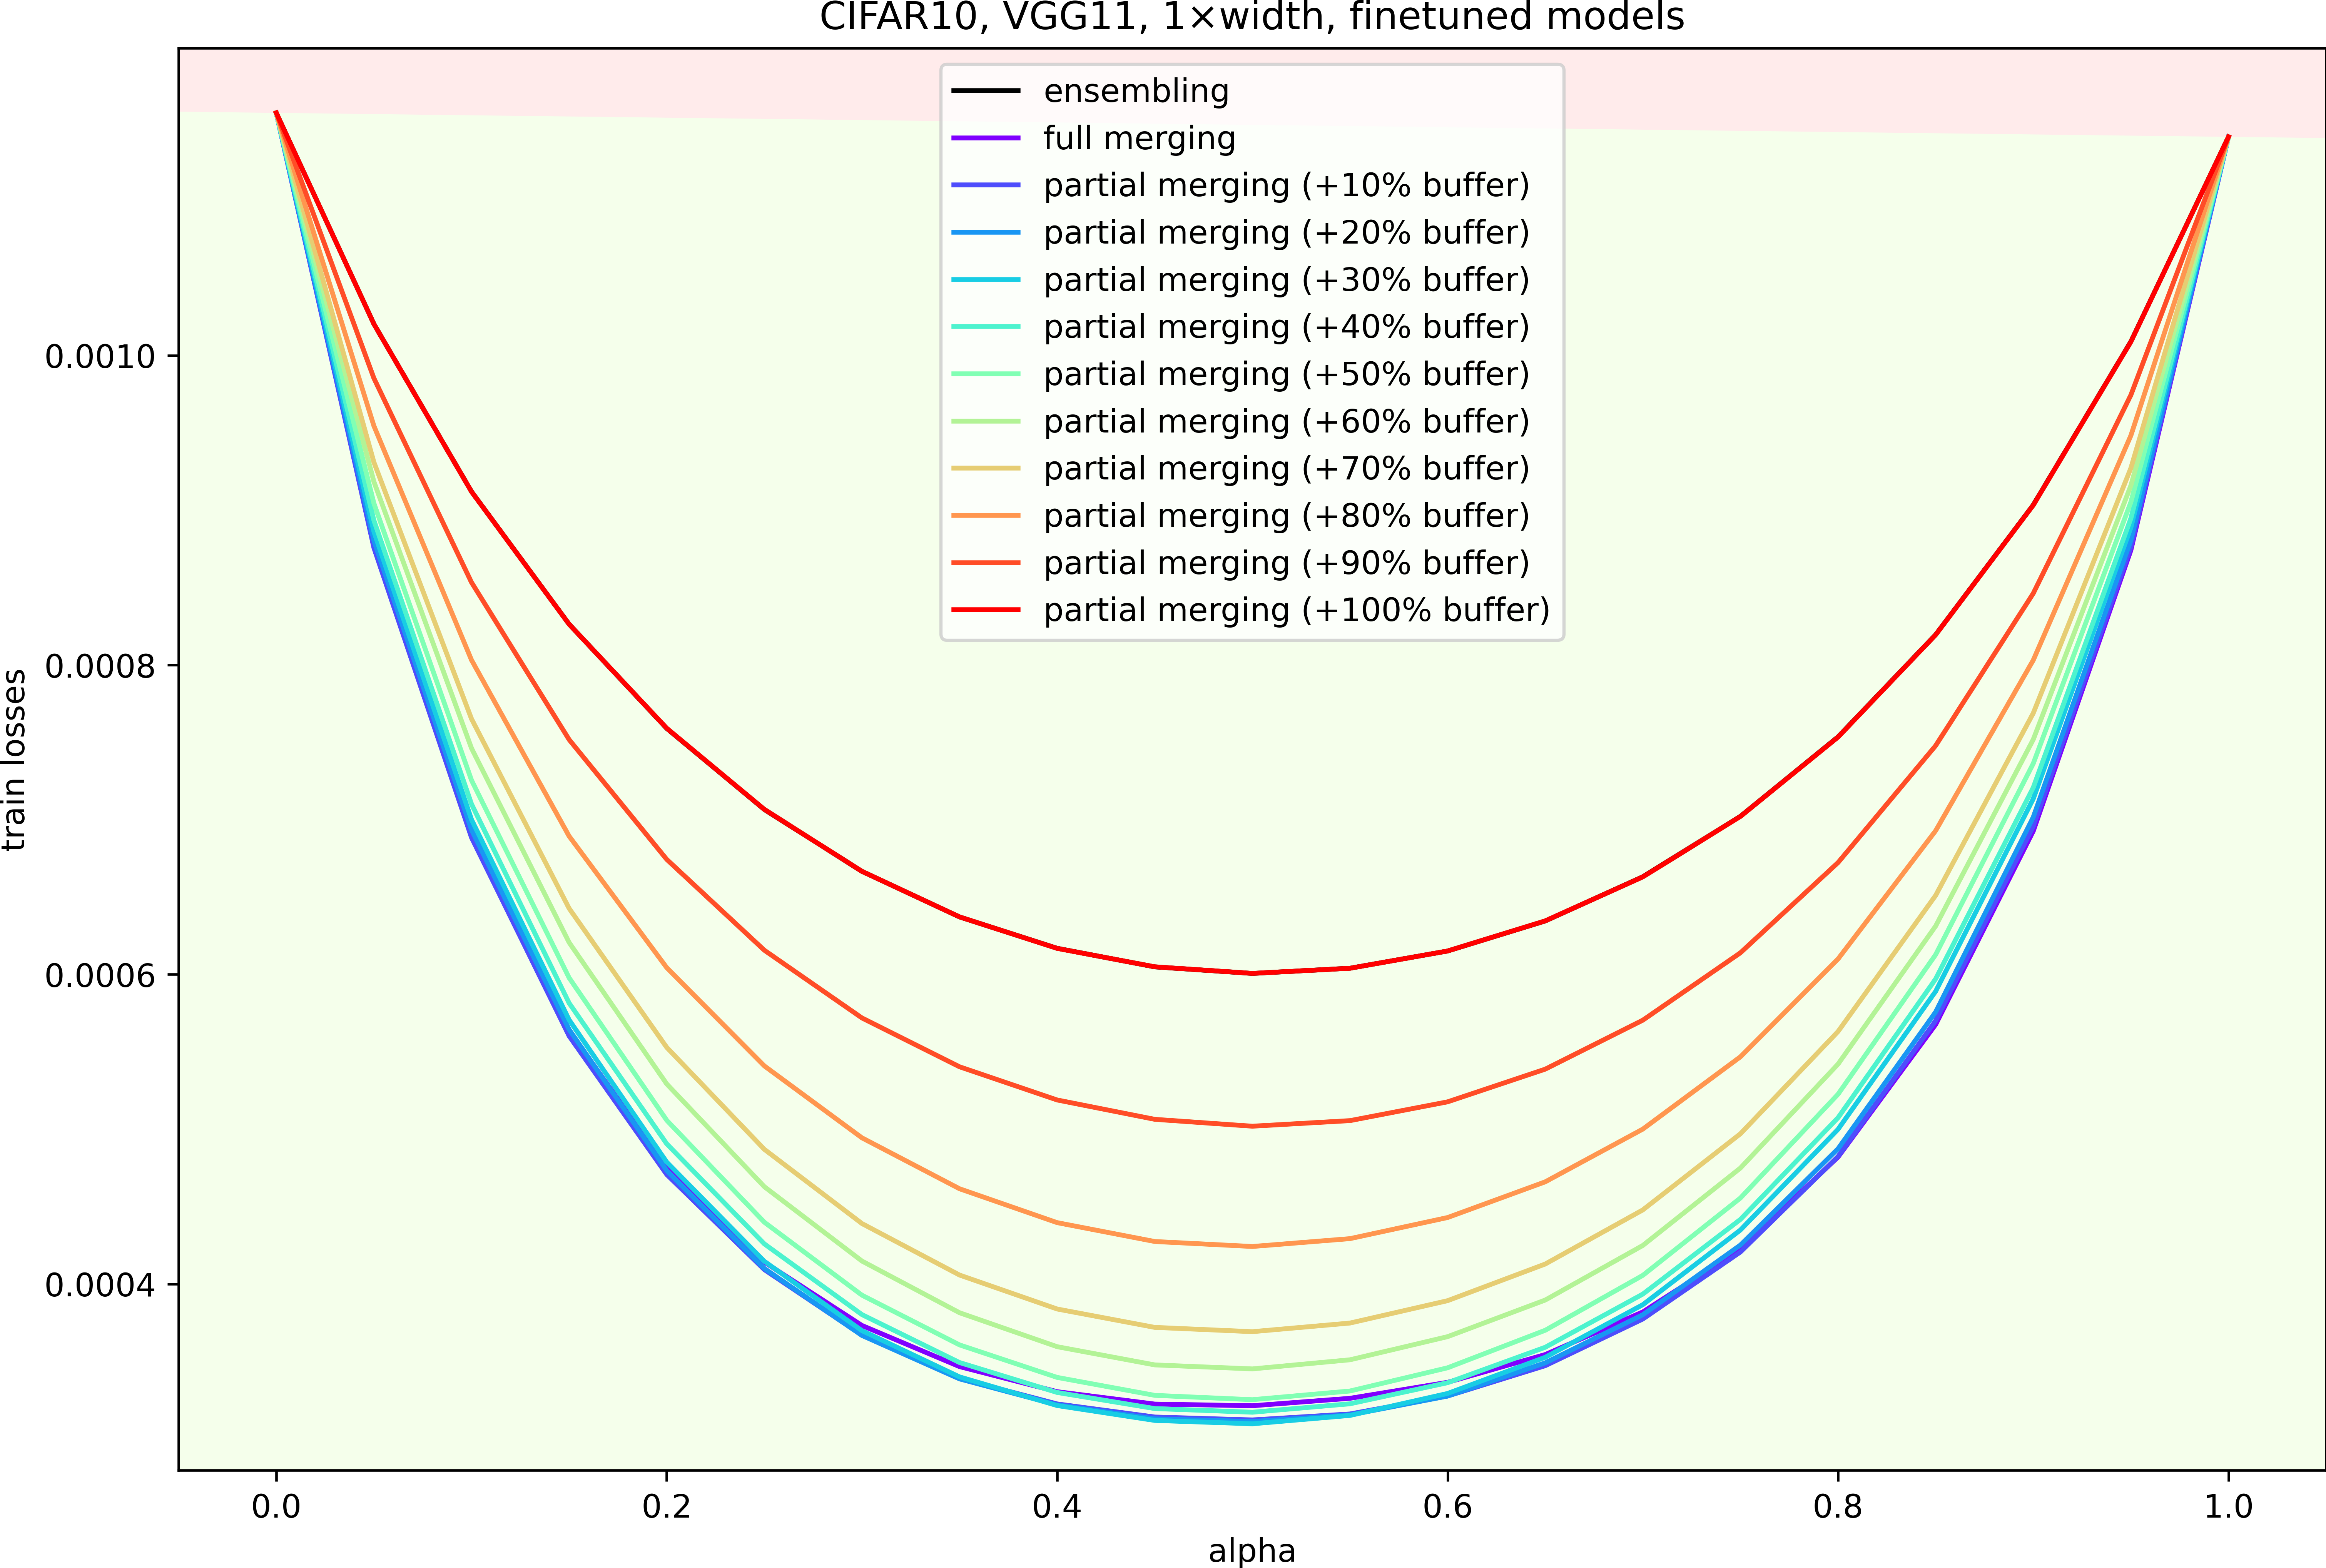 CIFAR10, VGG11, 1×width, finetuned models
ensembling
full merging
partial merging (+10% buffer)
partial merging (+20% buffer)
partial merging (+30% buffer)
partial merging (+40% buffer)
partial merging (+50% buffer)
partial merging (+60% buffer)
partial merging (+70% buffer)
partial merging (+80% buffer)
partial merging (+90% buffer)
partial merging (+100% buffer)
train losses
0.0010
0.0008
0.0006
0.0004
0.0
0.2
0.4
0.6
0.8
1.0
alpha